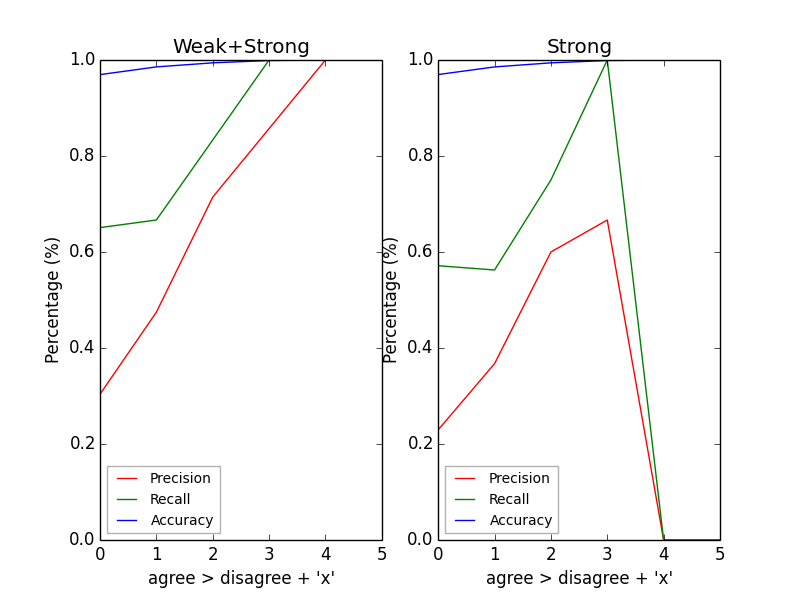 Weak+Strong
Percentage (%)
1.0
0.8
0.6
0.4
0.2
0.0
0 1 2 3 4 5
agree > disagree + 'x'
Precision
Recall
Accuracy
Strong
Percentage (%)
1.0
0.8
0.6
0.4
0.2
0.0
0 1 2 3 4 5
agree > disagree + 'x'
Precision
Recall
Accuracy